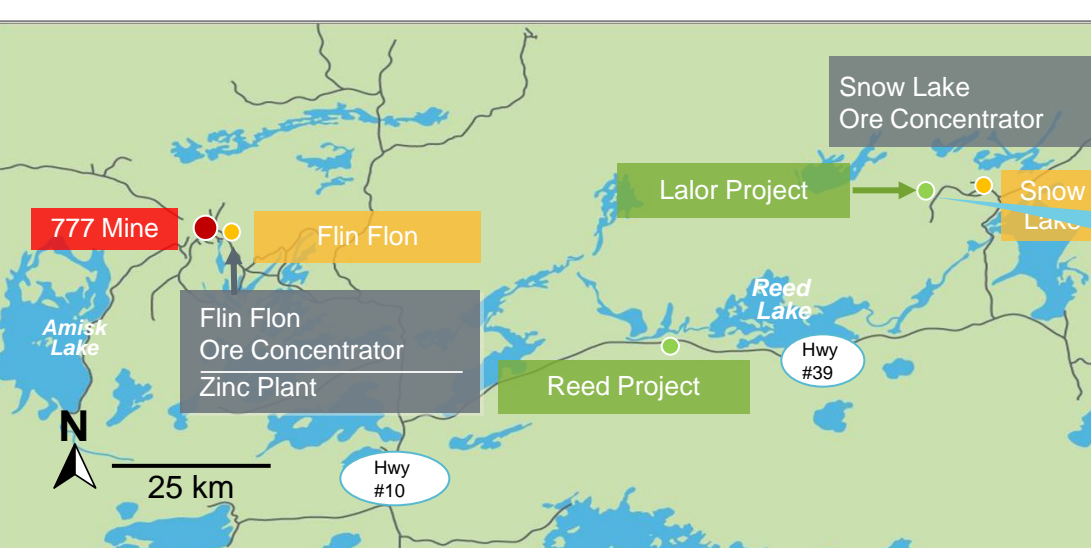 Snow Lake
Ore Concentrator
Lalor Project
Snow
Lake
777 Mine
Flin Flon
Reed
Lake
Flin Flon
Ore Concentrator
Zinc Plant
Amisk
Lake
Hwy
#39
Reed Project
N
25 km
Hwy
#10